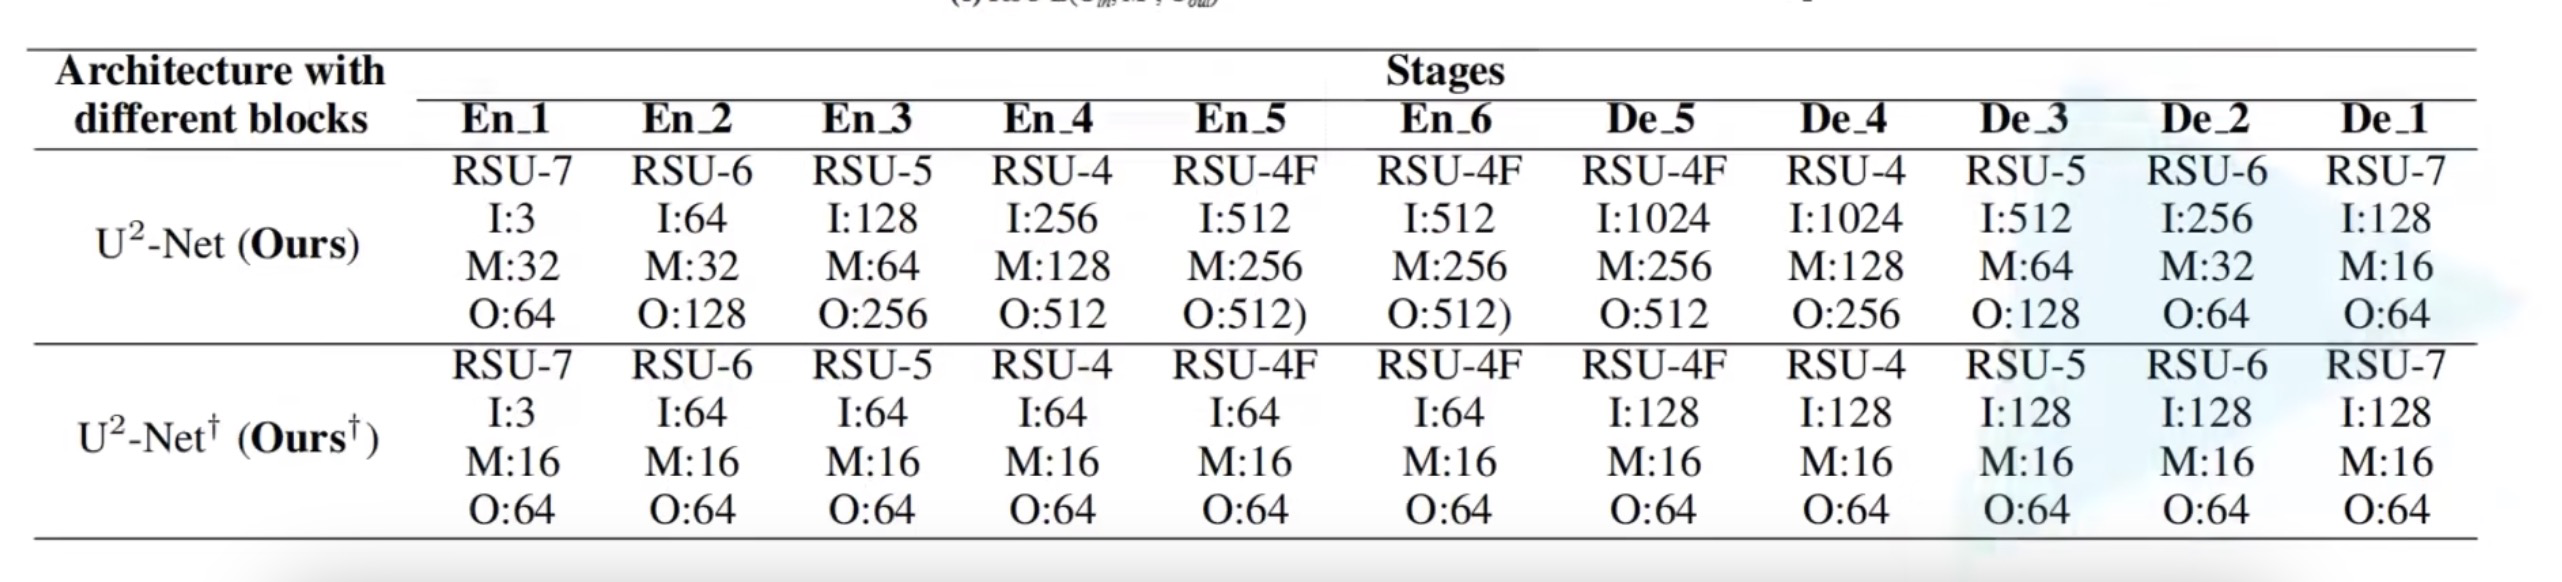 Architecture with different blocks
Stages
En_1 En_2 En_3 En_4 En_5 En_6 De_5 De_4 De_3 De_2 De_1
U²-Net (Ours)
RSU-7 RSU-6 RSU-5 RSU-4 RSU-4F RSU-4F RSU-4F RSU-4 RSU-5 RSU-6 RSU-7
I:3 I:64 I:128 I:256 I:512 I:512 I:1024 I:1024 I:512 I:256 I:128
M:32 M:32 M:64 M:128 M:256 M:256 M:256 M:128 M:64 M:32 M:16
O:64 O:128 O:256 O:512 O:512) O:512) O:512 O:256 O:128 O:64 O:64
U²-Net† (Ours†)
RSU-7 RSU-6 RSU-5 RSU-4 RSU-4F RSU-4F RSU-4F RSU-4 RSU-5 RSU-6 RSU-7
I:3 I:64 I:64 I:64 I:64 I:64 I:128 I:128 I:128 I:128 I:128
M:16 M:16 M:16 M:16 M:16 M:16 M:16 M:16 M:16 M:16 M:16
O:64 O:64 O:64 O:64 O:64 O:64 O:64 O:64 O:64 O:64 O:64